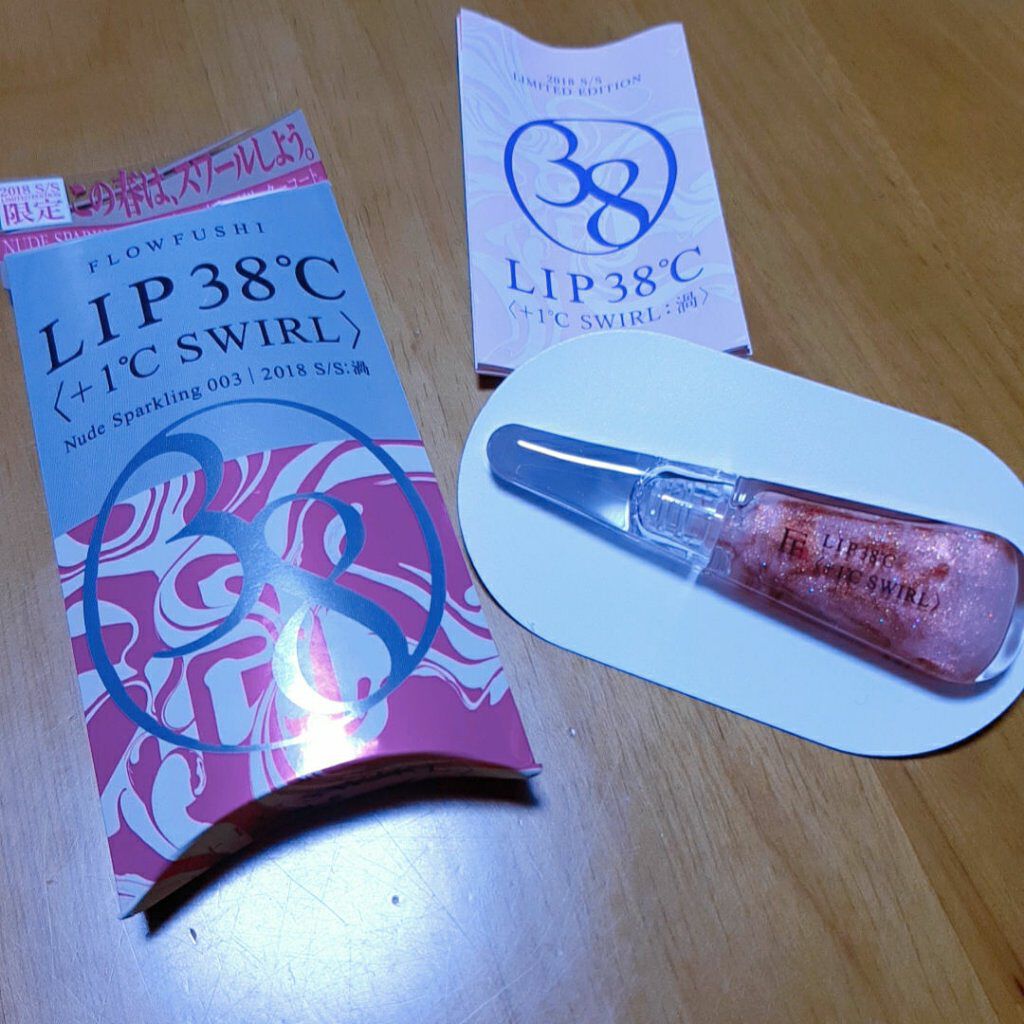 2018 S/S
限定
この春は、スワールしよう。
FLOWFUSHI
LIP38℃
〈+1℃ SWIRL〉
Nude Sparkling 003 | 2018 S/S:渦
38
2018 S/S
LIMITED EDITION
38
LIP38℃
〈+1℃ SWIRL:渦〉
LIP38℃
〈+1℃ SWIRL〉